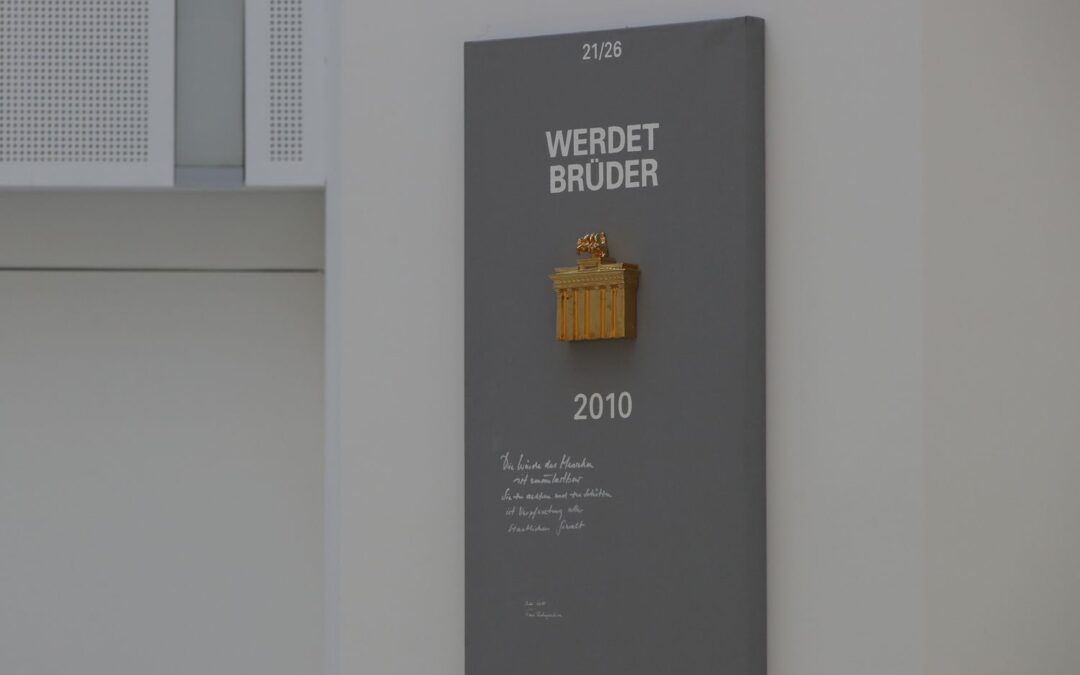 21/26
WERDET
BRÜDER
2010
Die Würde des Menschen
ist unantastbar
Sie zu achten und zu schützen
ist Verpflichtung aller
staatlichen Gewalt